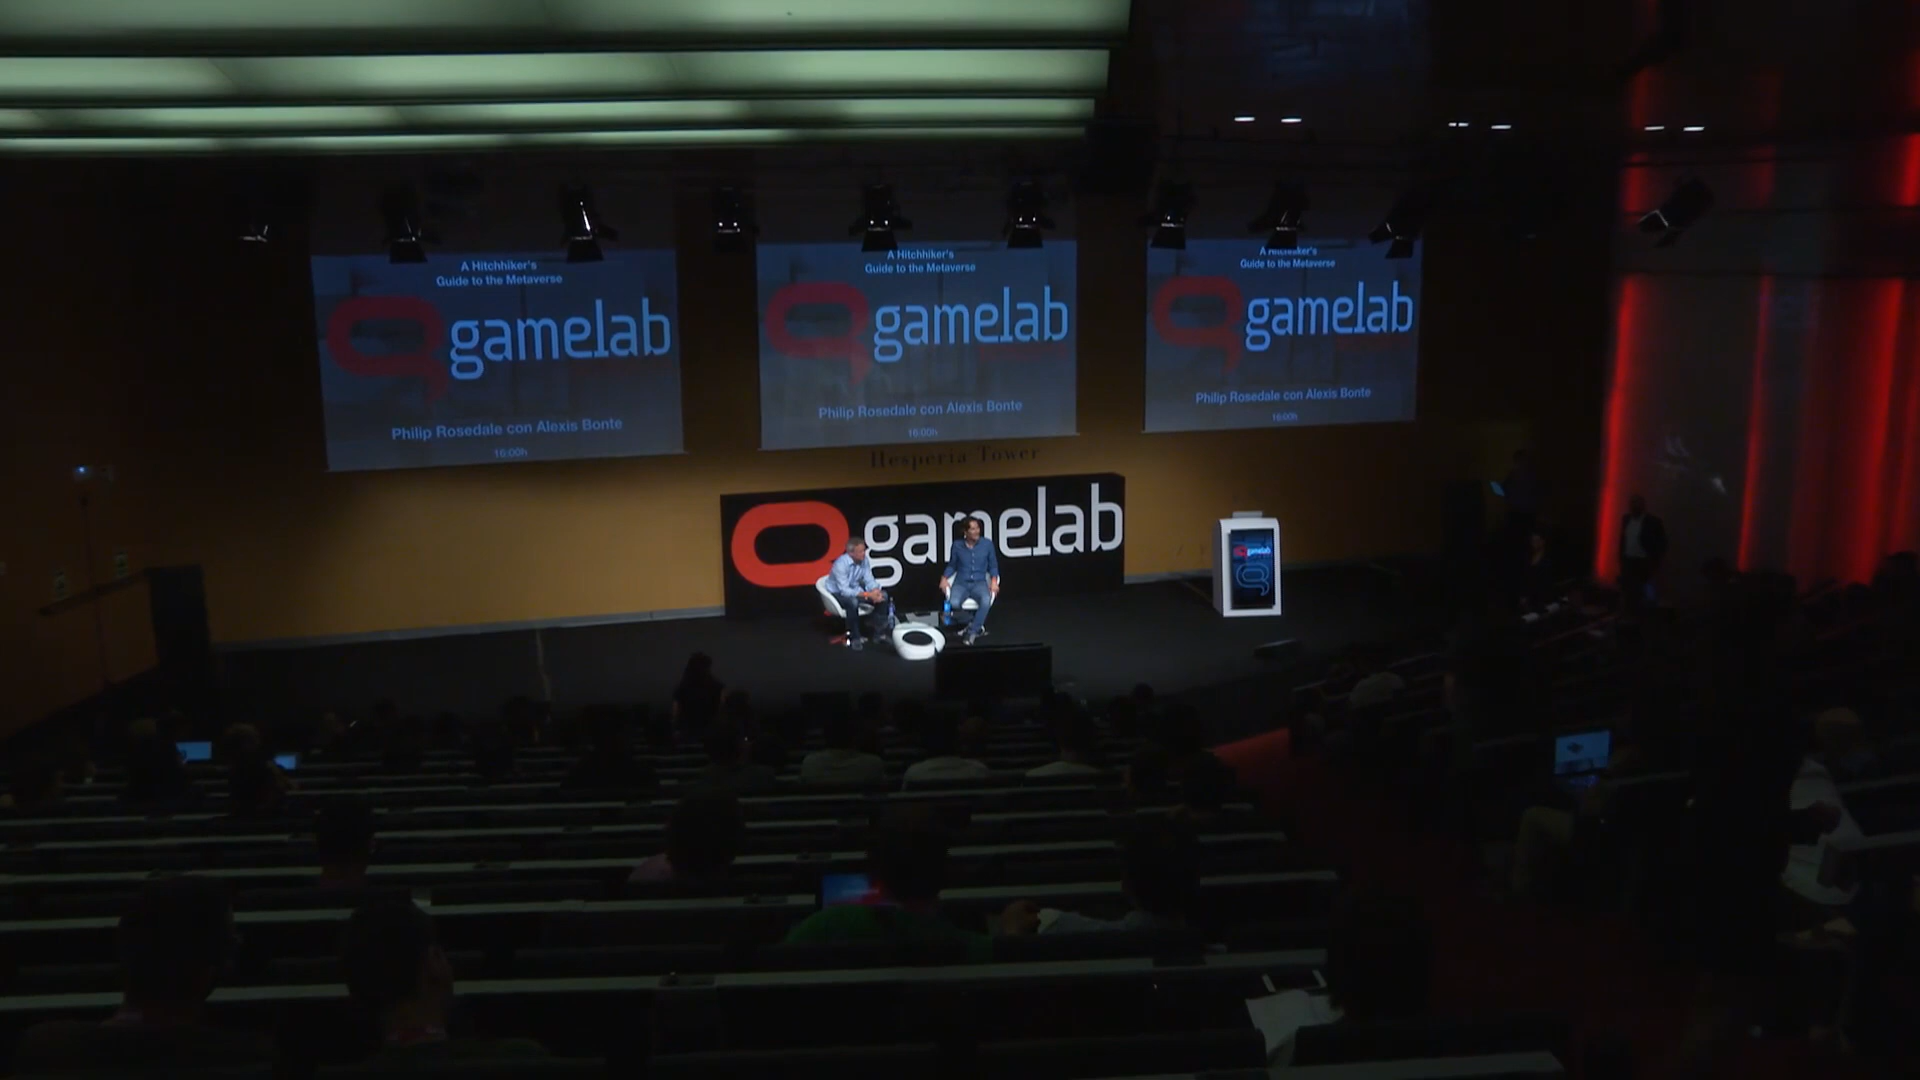 A Hitchhiker's
Guide to the Metaverse
gamelab
Philip Rosedale con Alexis Bonte
16:00h
A Hitchhiker's
Guide to the Metaverse
gamelab
Philip Rosedale con Alexis Bonte
16:00h
A Hitchhiker's
Guide to the Metaverse
gamelab
Philip Rosedale con Alexis Bonte
16:00h
Hesperia Tower
gamelab
gamelab